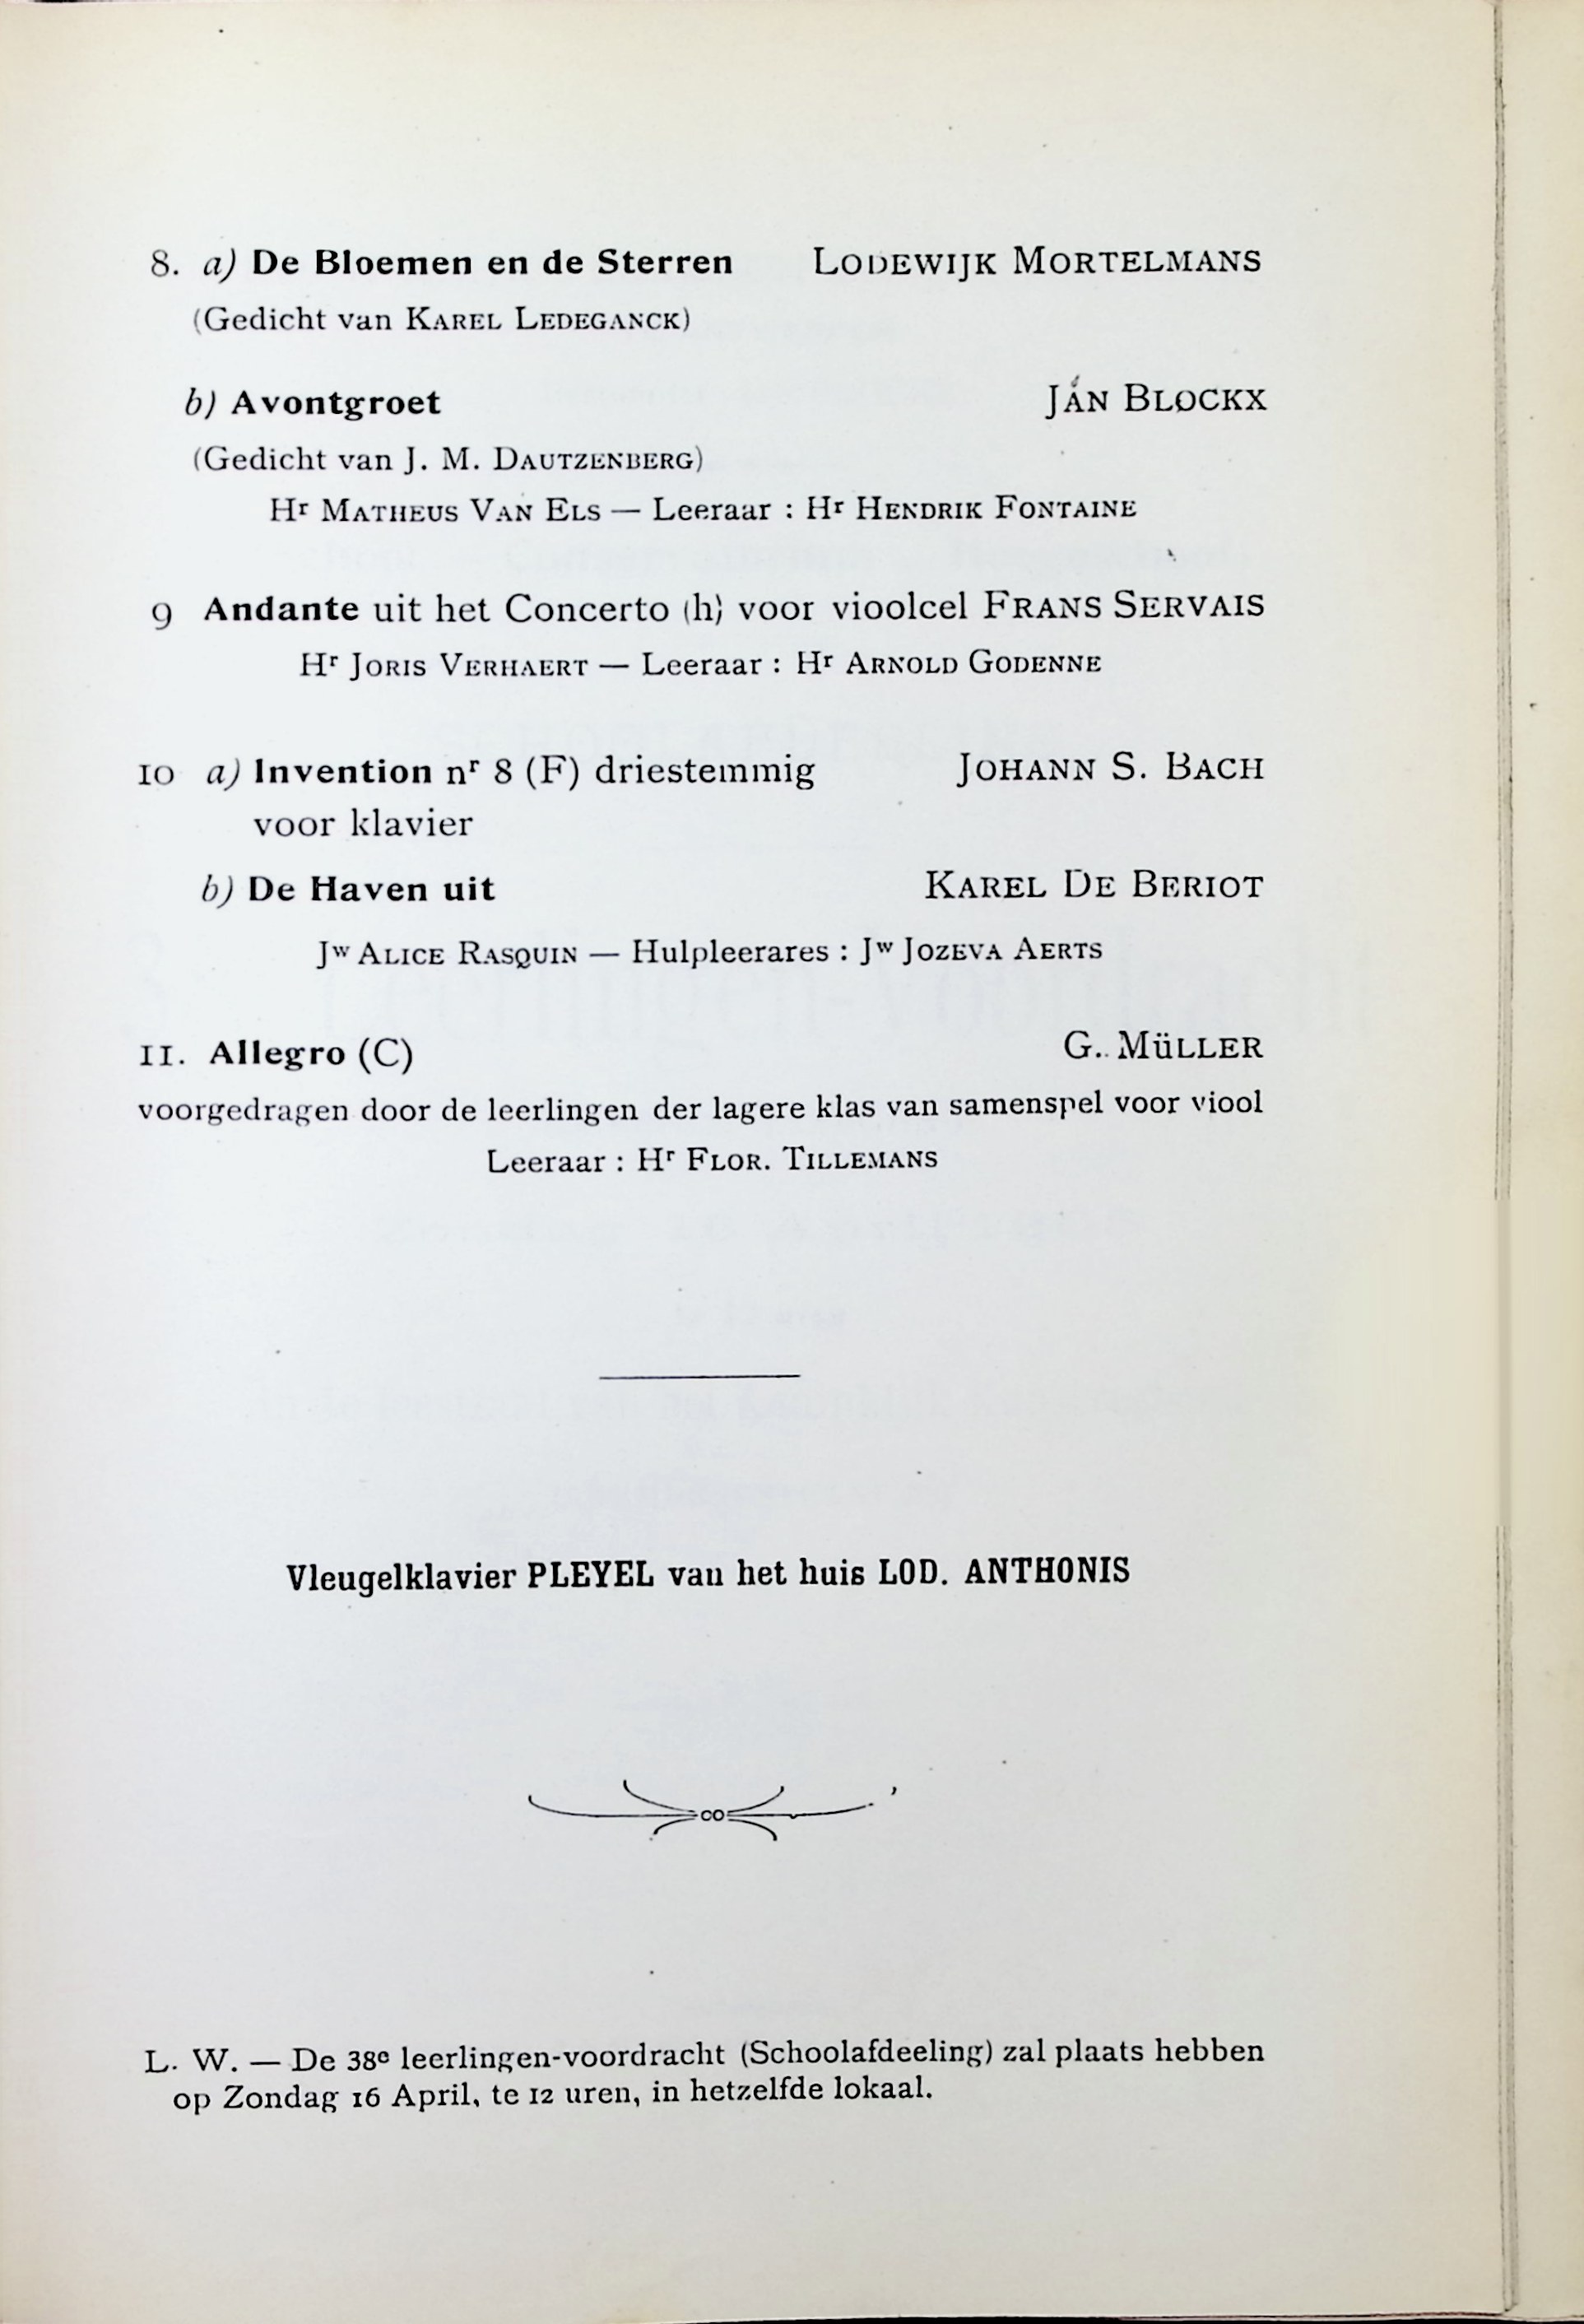 8. a) De Bloemen en de Sterren LODEWIJK MORTELMANS
(Gedicht van KAREL LEDEGANCK)
b) Avontgroet JAN BLOCKX
(Gedicht van J. M. DAUTZENBERG)
Hr MATHEUS VAN ELS — Leeraar : Hr HENDRIK FONTAINE
9 Andante uit het Concerto (h) voor vioolcel FRANS SERVAIS
Hr JORIS VERHAERT — Leeraar : Hr ARNOLD GODENNE
10 a) Invention nr 8 (F) driestemmig JOHANN S. BACH
voor klavier
b) De Haven uit KAREL DE BERIOT
Jw ALICE RASQUIN — Hulpleerares : Jw JOZEVA AERTS
11. Allegro (C) G. MüLLER
voorgedragen door de leerlingen der lagere klas van samenspel voor viool
Leeraar : Hr FLOR. TILLEMANS
Vleugelklavier PLEYEL van het huis LOD. ANTHONIS
L. W. — De 38e leerlingen-voordracht (Schoolafdeeling) zal plaats hebben
op Zondag 16 April, te 12 uren, in hetzelfde lokaal.